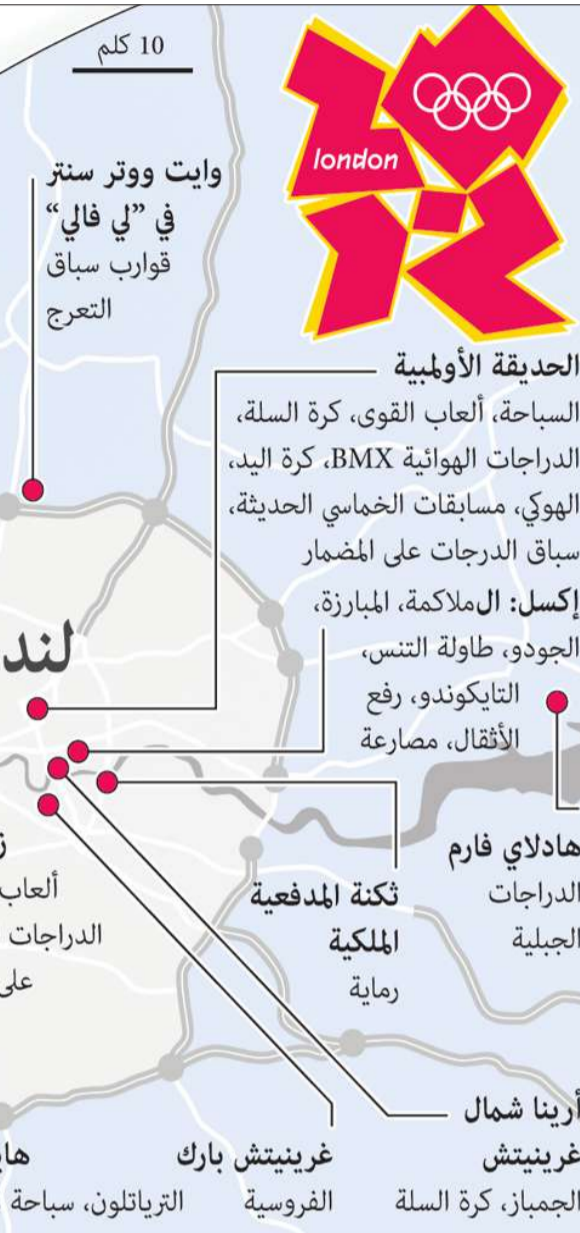 10 كلم
london
وايت ووتر سنتر
في ”لي فالي“
قوارب سباق
التعرج
الحديقة الأولمبية
السباحة، ألعاب القوى، كرة السلة،
الدراجات الهوائية BMX، كرة اليد،
الهوكي، مسابقات الخماسي الحديثة،
سباق الدرجات على المضمار
إكسل: الملاكمة، المبارزة،
الجودو، طاولة التنس،
التايكوندو، رفع
الأثقال، مصارعة
هادلاي فارم
الدراجات
الجبلية
ثكنة المدفعية
الملكية
رماية
ألعاب
الدراجات
على
أرينا شمال
غرينيتش
الجمباز، كرة السلة
غرينيتش بارك
الفروسية
الترياتلون، سباحة